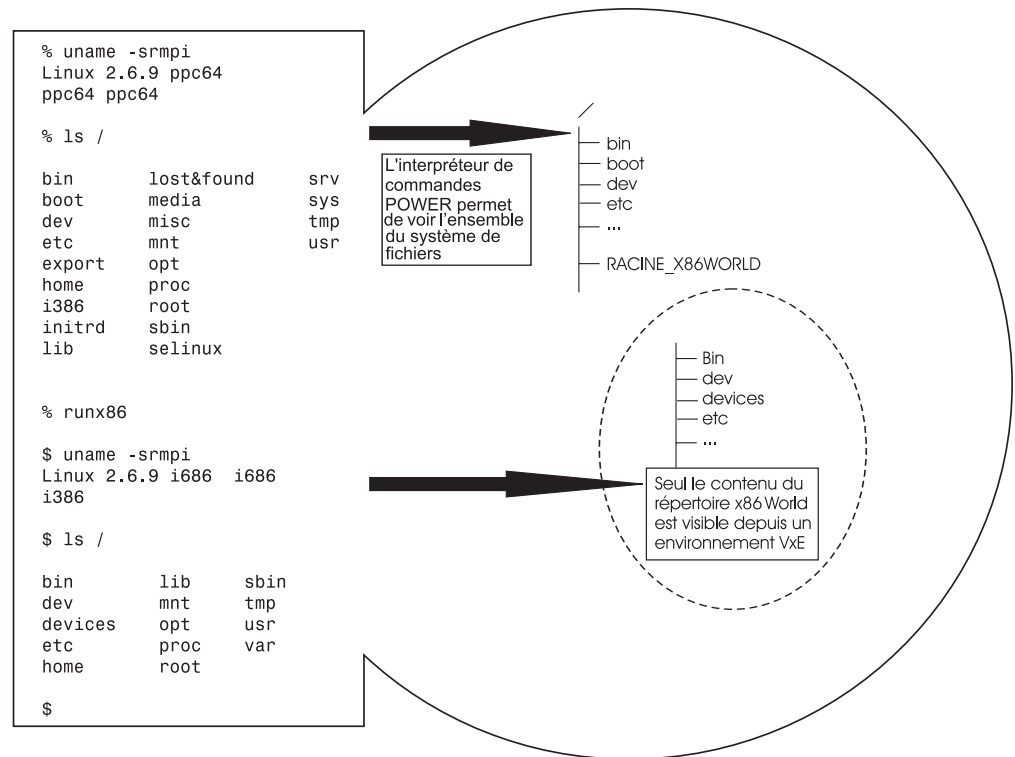 % uname -srmpi
Linux 2.6.9 ppc64
ppc64 ppc64
% ls /
bin lost&found srv
boot media sys
dev misc tmp
etc mnt usr
export opt
home proc
i386 root
initrd sbin
lib selinux
% runx86
$ uname -srmpi
Linux 2.6.9 i686 i686
i386
$ ls /
bin lib sbin
dev mnt tmp
devices opt usr
etc proc var
home root
$
L'interpréteur de
commandes
POWER permet
de voir l'ensemble
du système de
fichiers
/
bin
boot
dev
etc
...
RACINE_X86WORLD
Bin
dev
devices
etc
...
Seul le contenu du
répertoire x86 World
est visible depuis un
environnement VxE